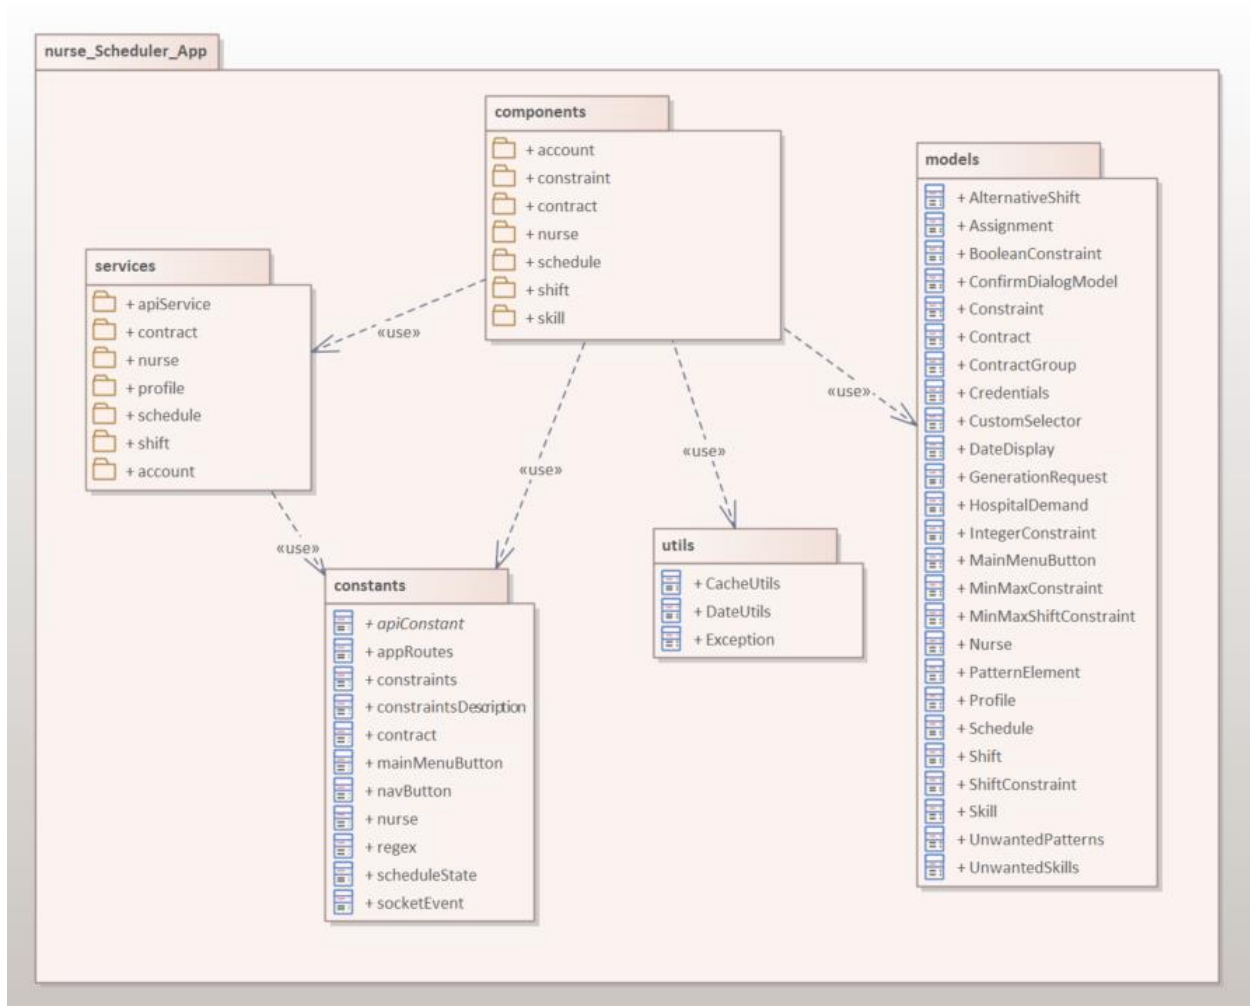 nurse_Scheduler_App
components
+ account
+ constraint
+ contract
+ nurse
+ schedule
+ shift
+ skill
models
+ AlternativeShift
+ Assignment
+ BooleanConstraint
+ ConfirmDialogModel
+ Constraint
+ Contract
+ ContractGroup
+ Credentials
+ CustomSelector
+ DateDisplay
+ GenerationRequest
+ HospitalDemand
+ IntegerConstraint
+ MainMenuButton
+ MinMaxConstraint
+ MinMaxShiftConstraint
+ Nurse
+ PatternElement
+ Profile
+ Schedule
+ Shift
+ ShiftConstraint
+ Skill
+ UnwantedPatterns
+ UnwantedSkills
services
+ apiService
+ contract
+ nurse
+ profile
+ schedule
+ shift
+ account
«use»
«use»
«use»
«use»
«use»
utils
+ CacheUtils
+ DateUtils
+ Exception
constants
+ apiConstant
+ appRoutes
+ constraints
+ constraintsDescription
+ contract
+ mainMenuButton
+ navButton
+ nurse
+ regex
+ scheduleState
+ socketEvent